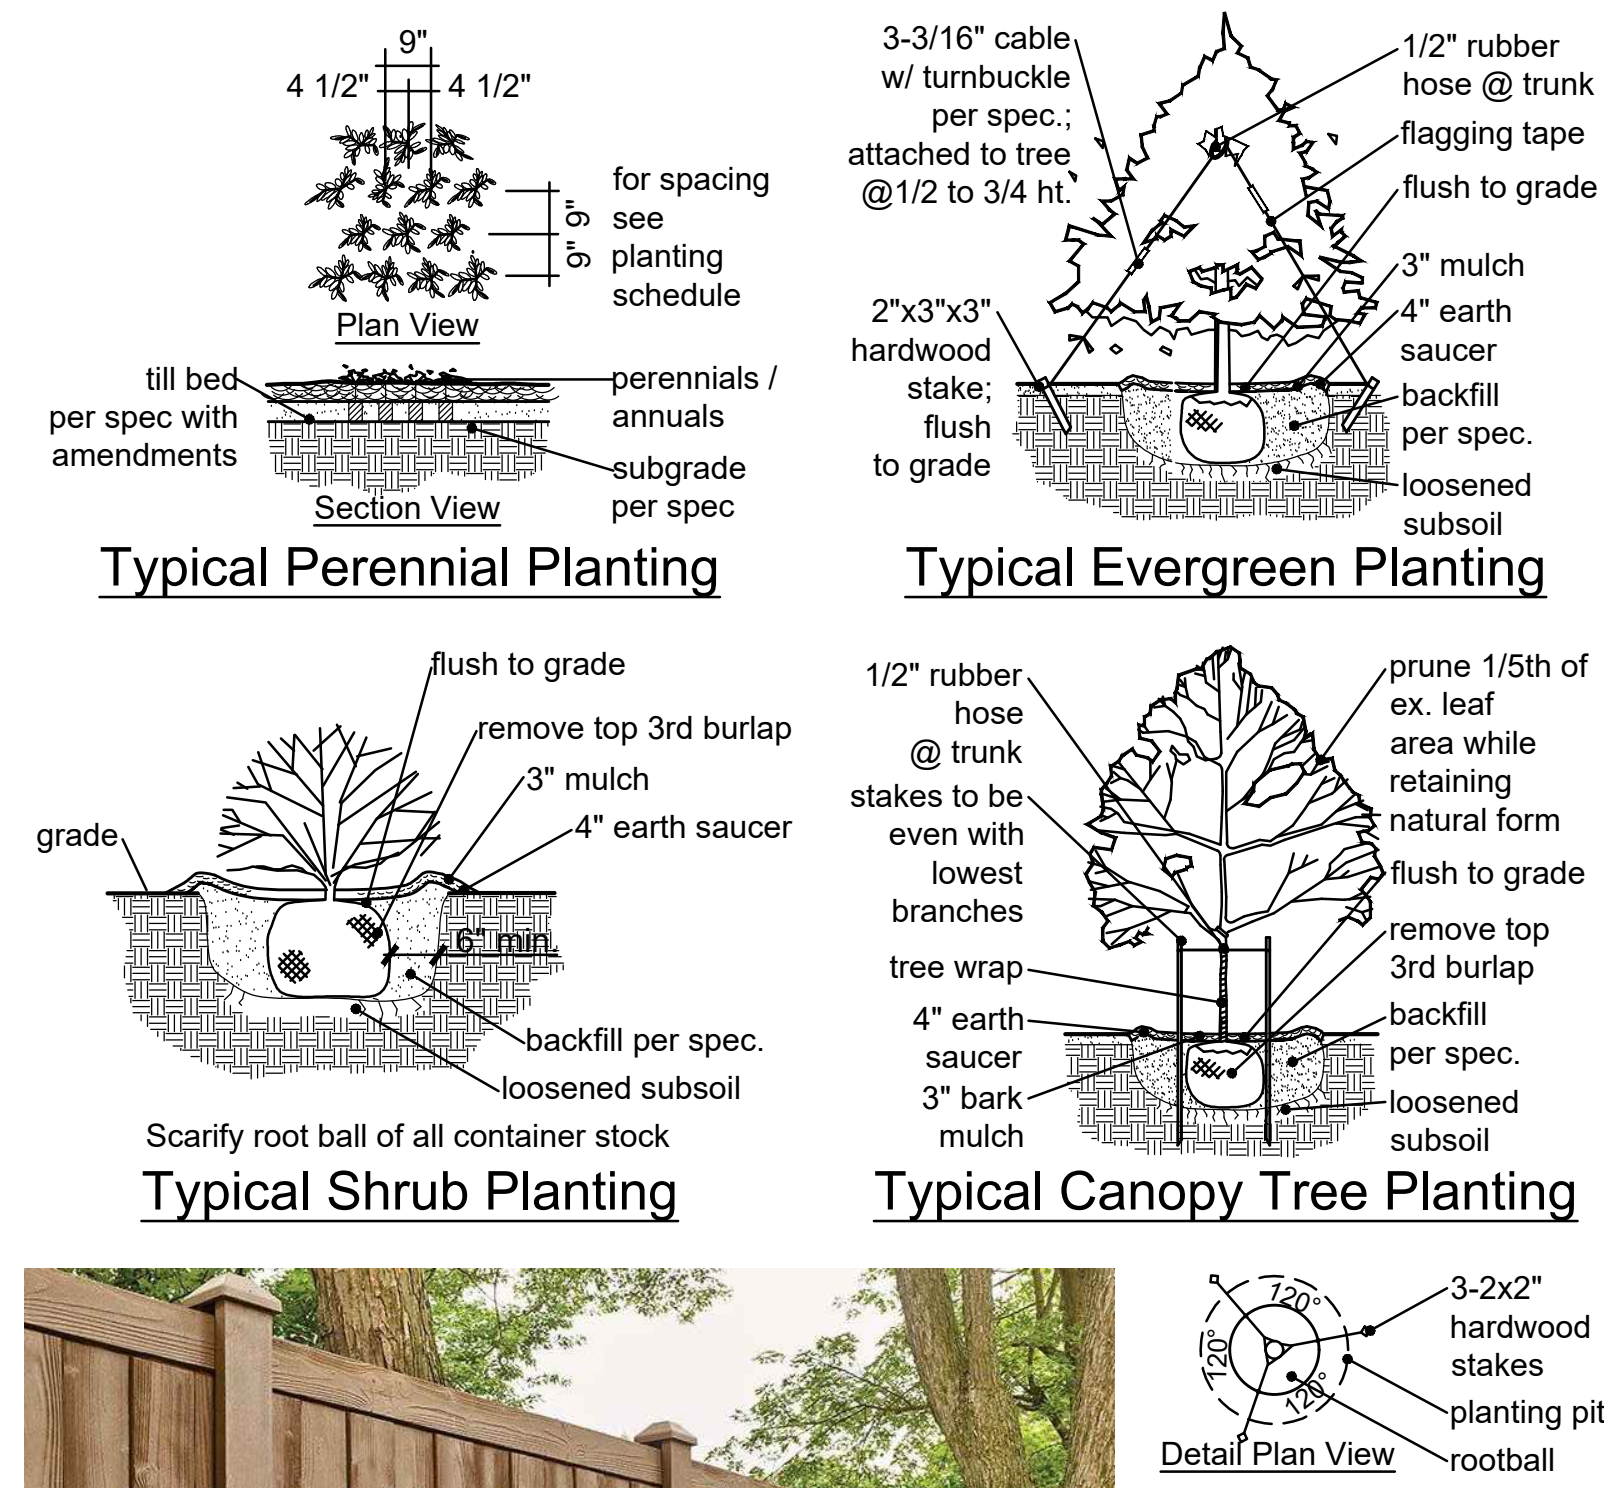 9"
4 1/2"
4 1/2"
for spacing
see
planting
schedule
9"
9"
Plan View
till bed
per spec with
amendments
perennials /
annuals
subgrade
per spec
Section View
Typical Perennial Planting
3-3/16" cable
w/ turnbuckle
per spec.;
attached to tree
@1/2 to 3/4 ht.
1/2" rubber
hose @ trunk
flagging tape
flush to grade
3" mulch
4" earth
saucer
2"x3"x3"
hardwood
stake;
flush
to grade
backfill
per spec.
loosened
subsoil
Typical Evergreen Planting
flush to grade
remove top 3rd burlap
3" mulch
4" earth saucer
grade
6" min.
backfill per spec.
loosened subsoil
Scarify root ball of all container stock
Typical Shrub Planting
1/2" rubber
hose
@ trunk
stakes to be
even with
lowest
branches
tree wrap
4" earth
saucer
3" bark
mulch
prune 1/5th of
ex. leaf
area while
retaining
natural form
flush to grade
remove top
3rd burlap
backfill
per spec.
loosened
subsoil
Typical Canopy Tree Planting
120°
120°
120°
3-2x2"
hardwood
stakes
planting pit
rootball
Detail Plan View